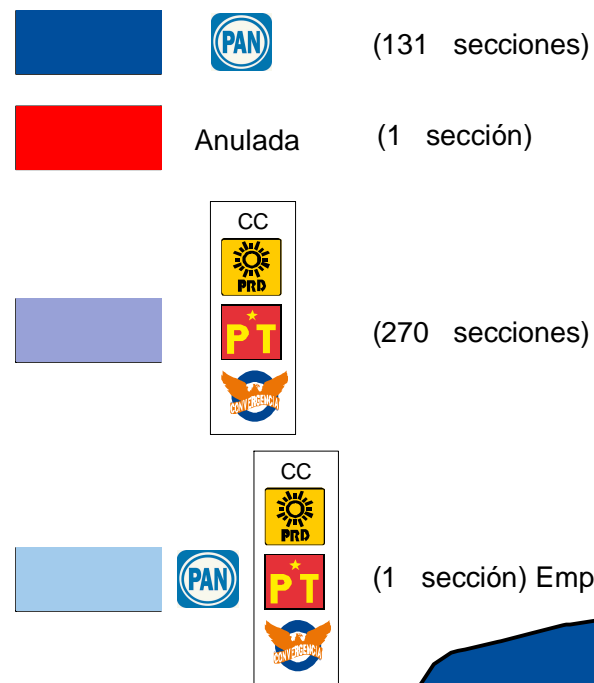 PAN (131 secciones)
Anulada (1 sección)
CC
PRD
PT (270 secciones)
CONVERGENCIA
CC
PRD
PAN PT (1 sección) Emp
CONVERGENCIA